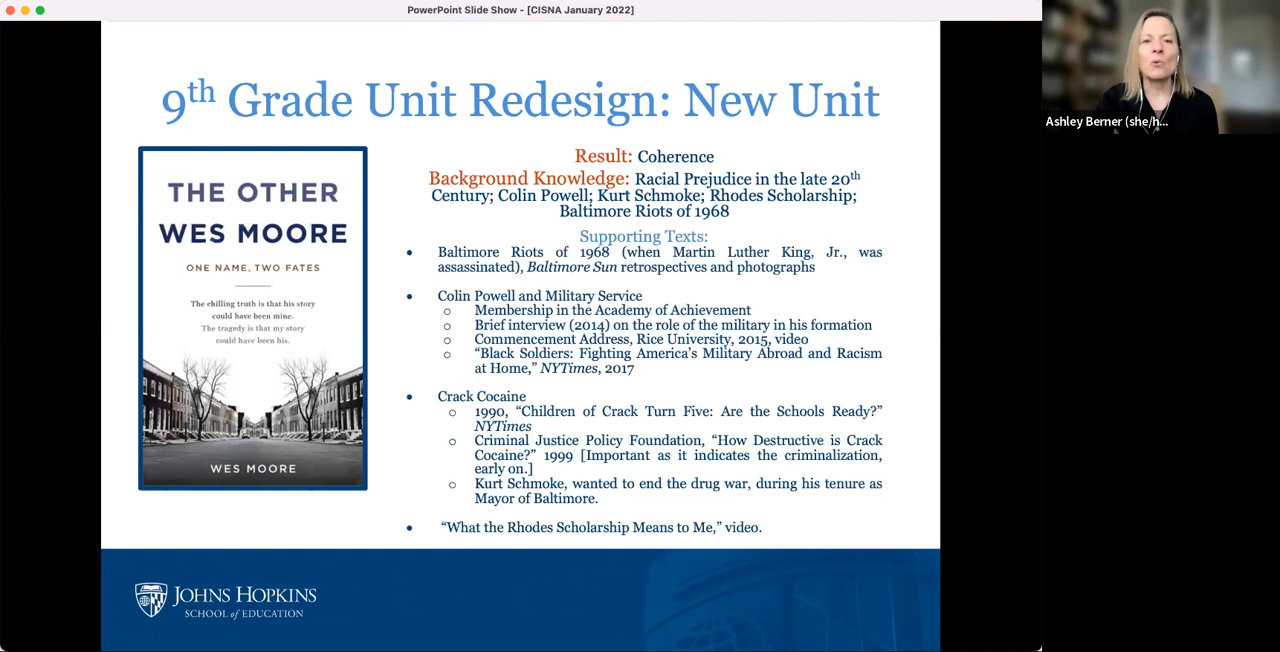 PowerPoint Slide Show - [CISNA January 2022]
9th Grade Unit Redesign: New Unit
THE OTHER
WES MOORE
ONE NAME, TWO FATES
The chilling truth is that his story
could have been mine.
The tragedy is that my story
could have been his.
WES MOORE
Result: Coherence
Background Knowledge: Racial Prejudice in the late 20th
Century; Colin Powell; Kurt Schmoke; Rhodes Scholarship;
Baltimore Riots of 1968
Supporting Texts:
• Baltimore Riots of 1968 (when Martin Luther King, Jr., was
assassinated), Baltimore Sun retrospectives and photographs
• Colin Powell and Military Service
o Membership in the Academy of Achievement
o Brief interview (2014) on the role of the military in his formation
o Commencement Address, Rice University, 2015, video
o “Black Soldiers: Fighting America’s Military Abroad and Racism
at Home,” NYTimes, 2017
• Crack Cocaine
o 1990, “Children of Crack Turn Five: Are the Schools Ready?”
NYTimes
o Criminal Justice Policy Foundation, “How Destructive is Crack
Cocaine?” 1999 [Important as it indicates the criminalization,
early on.]
o Kurt Schmoke, wanted to end the drug war, during his tenure as
Mayor of Baltimore.
• “What the Rhodes Scholarship Means to Me,” video.
JOHNS HOPKINS
SCHOOL of EDUCATION
Ashley Berner (she/h...